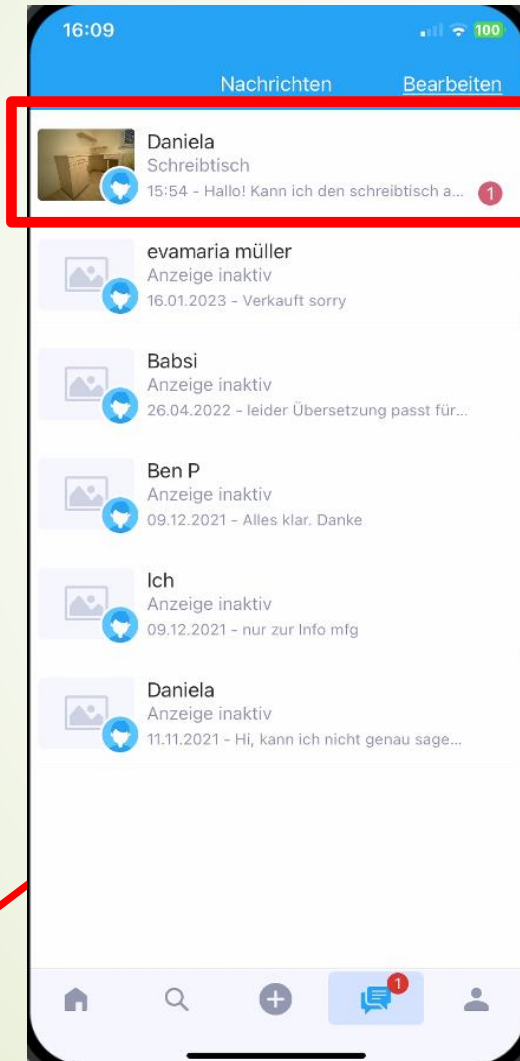 16:09
100
Nachrichten
Bearbeiten
Daniela
Schreibtisch
15:54 - Hallo! Kann ich den schreibtisch a...
1
evamaria müller
Anzeige inaktiv
16.01.2023 - Verkauft sorry
Babsi
Anzeige inaktiv
26.04.2022 - leider Übersetzung passt für...
Ben P
Anzeige inaktiv
09.12.2021 - Alles klar. Danke
Ich
Anzeige inaktiv
09.12.2021 - nur zur Info mfg
Daniela
Anzeige inaktiv
11.11.2021 - Hi, kann ich nicht genau sage...
1